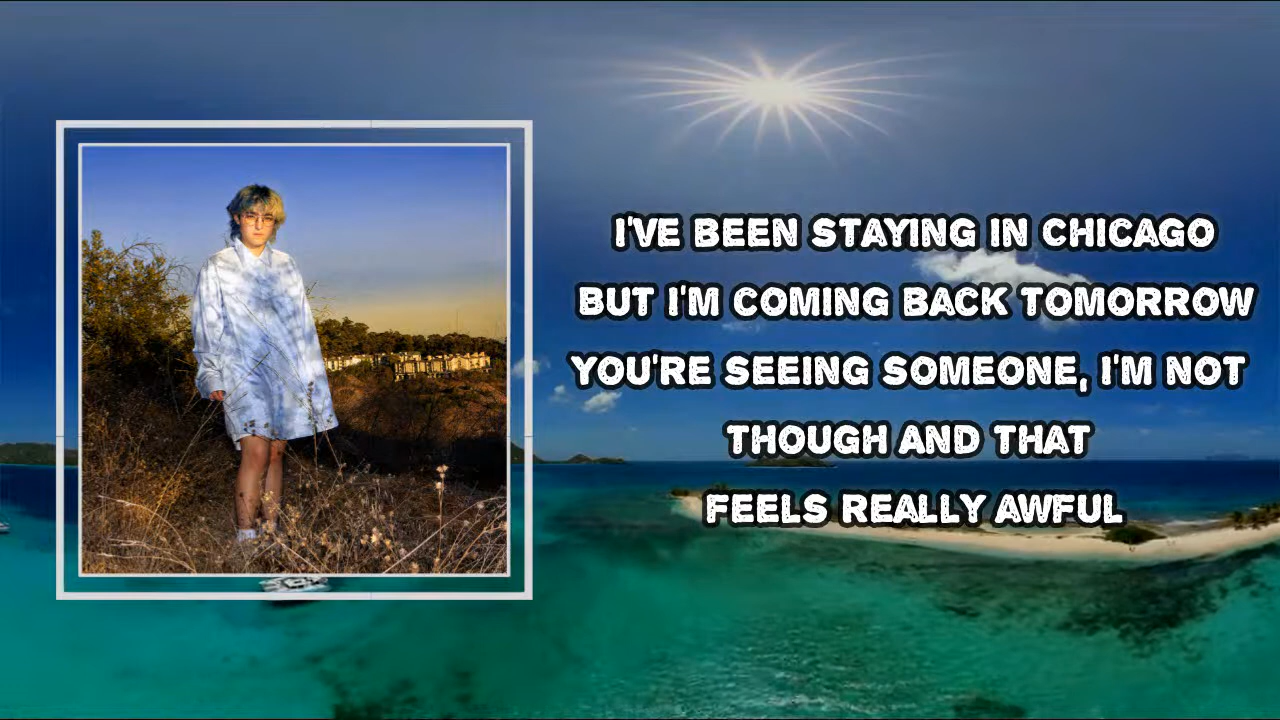 I'VE BEEN STAYING IN CHICAGO
BUT I'M COMING BACK TOMORROW
YOU'RE SEEING SOMEONE, I'M NOT
THOUGH AND THAT
FEELS REALLY AWFUL